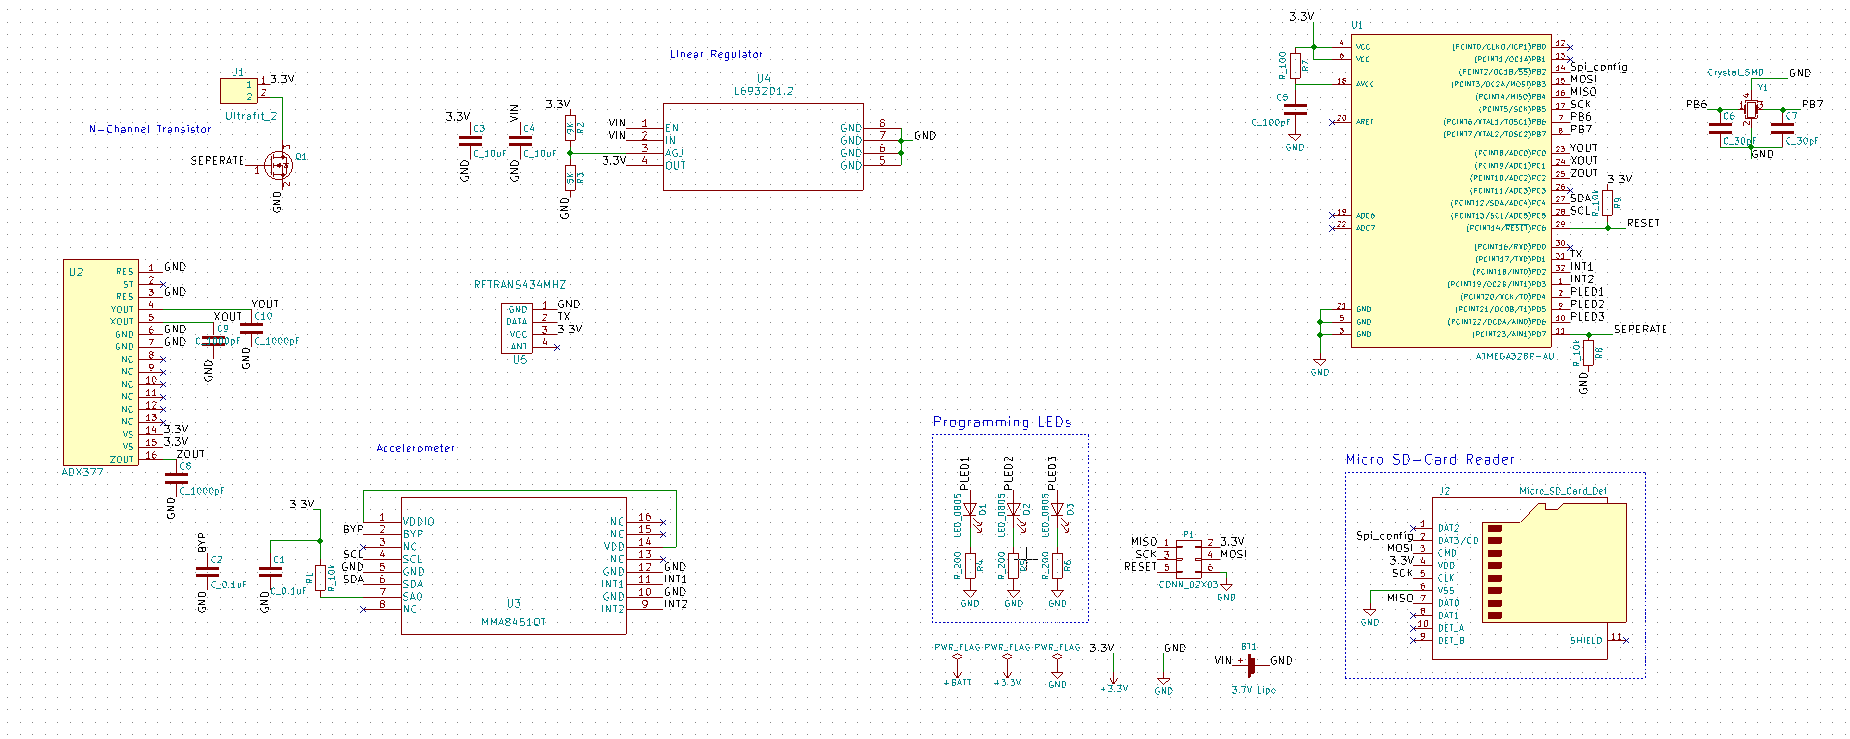 Linear Regulator
U4
L6932D1.2
VIN 1 EN
VIN 2 IN
3 ADJ
3.3V 4 OUT
GND 8
GND 7 GND
GND 6
GND 5
3.3V
C3
C_10uF
GND
VIN
C4
C_10uF
GND
3.3V
R2
R3
5K
GND
J1
1 1 3.3V
2 2
Ultrafit_2
N-Channel Transistor
SEPERATE 1
3
Q1
2
GND
U2
RES 1 GND
ST 2
RES 3 GND
YOUT 4 YOUT
XOUT 5 XOUT
GND 6 GND
GND 7 GND
NC 8
NC 9
NC 10
NC 11
NC 12
NC 13
VS 14 3.3V
VS 15 3.3V
ZOUT 16 ZOUT
ADX377
C9
GND
C10
C_1000pF
GND
C8
C_1000pF
GND
RFTRANS434MHZ
GND 1 GND
DATA 2 TX
VCC 3 3.3V
ANT 4
U5
Accelerometer
3.3V
BYP
C2
C_0.1uF
GND
C1
C_0.1uF
GND
R1
R_10k
1 VDDIO
BYP 2 BYP
3 NC
SCL 4 SCL
GND 5 GND
SDA 6 SDA
7 SA0
8 NC
NC 16
NC 15
VDD 14
NC 13
GND 12 GND
INT1 11 INT1
GND 10 GND
INT2 9 INT2
U3
MMA8451QT
U1
3.3V
R_100
R7
C5
C_100pF
GND
4 VCC
6 VCC
18 AVCC
20 AREF
19 ADC6
22 ADC7
21 GND
5 GND
3 GND
GND
(PCINT0/CLKO/ICP1)PB0 12
(PCINT1/OC1A)PB1 13
(PCINT2/OC1B/SS)PB2 14 Spi_config
(PCINT3/OC2A/MOSI)PB3 15 MOSI
(PCINT4/MISO)PB4 16 MISO
(PCINT5/SCK)PB5 17 SCK
(PCINT6/XTAL1/TOSC1)PB6 7 PB6
(PCINT7/XTAL2/TOSC2)PB7 8 PB7
(PCINT8/ADC0)PC0 23 YOUT
(PCINT9/ADC1)PC1 24 XOUT
(PCINT10/ADC2)PC2 25 ZOUT
(PCINT11/ADC3)PC3 26
(PCINT12/SDA/ADC4)PC4 27 SDA
(PCINT13/SCL/ADC5)PC5 28 SCL
(PCINT14/RESET)PC6 29 RESET
(PCINT16/RXD)PD0 30
(PCINT17/TXD)PD1 31 TX
(PCINT18/INT0)PD2 32 INT1
(PCINT19/OC2B/INT1)PD3 1 INT2
(PCINT20/XCK/T0)PD4 2 PLED1
(PCINT21/OC0B/T1)PD5 9 PLED2
(PCINT22/OC0A/AIN0)PD6 10 PLED3
(PCINT23/AIN1)PD7 11 SEPERATE
ATMEGA328P-AU
3.3V
R_10k
R9
R_10k
R8
GND
Crystal_SMD
GND
Y1
PB6
PB7
4
1
3
2
C6
C_30pF
C7
C_30pF
GND
Programming LEDs
PLED1
LED_0805
D1
R_200
R4
GND
PLED2
LED_0805
D2
R_200
GND
PLED3
LED_0805
D3
R_200
R6
GND
P1
MISO 1 2 3.3V
SCK 3 4 MOSI
RESET 5 6
CONN_02X03
GND
PWR_FLAG
+BATT
PWR_FLAG
+3.3V
PWR_FLAG
GND
3.3V
+3.3V
GND
GND
BT1
VIN + GND
3.7V Lipo
Micro SD-Card Reader
J2
Micro_SD_Card_Det
1 DAT2
Spi_config 2 DAT3/CD
MOSI 3 CMD
3.3V 4 VDD
SCK 5 CLK
6 VSS
MISO 7 DAT0
8 DAT1
10 DET_A
9 DET_B
GND
SHIELD 11